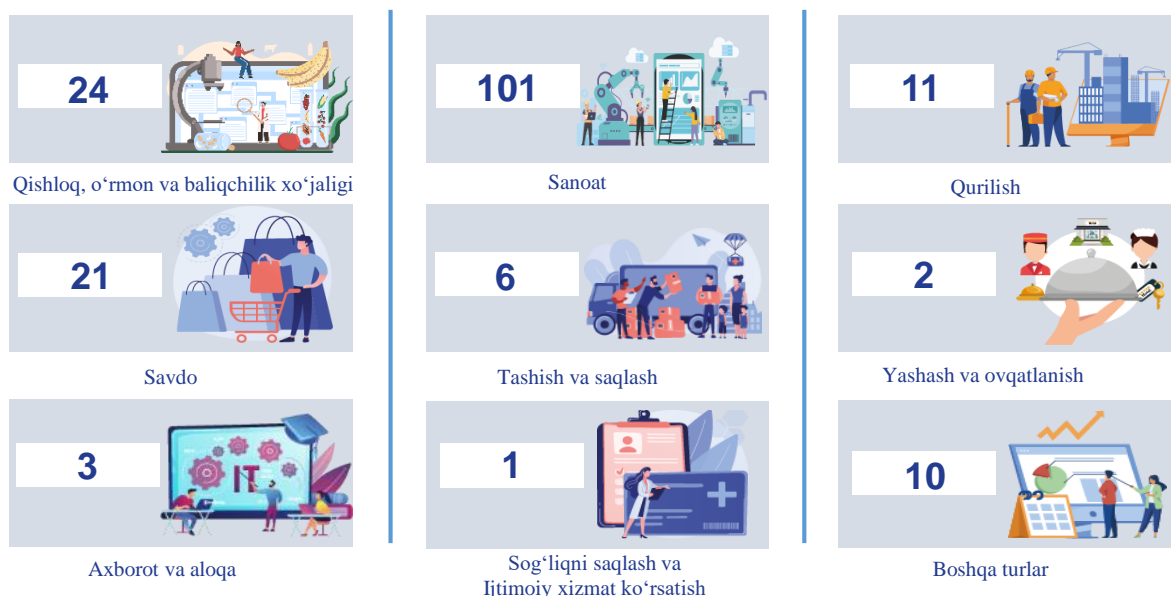 24
101
11
Qishloq, o‘rmon va baliqchilik xo‘jaligi
Sanoat
Qurilish
21
6
2
Savdo
Tashish va saqlash
Yashash va ovqatlanish
3
IT
1
10
Axborot va aloqa
Sog‘liqni saqlash va
Ijtimoiy xizmat ko‘rsatish
Boshqa turlar